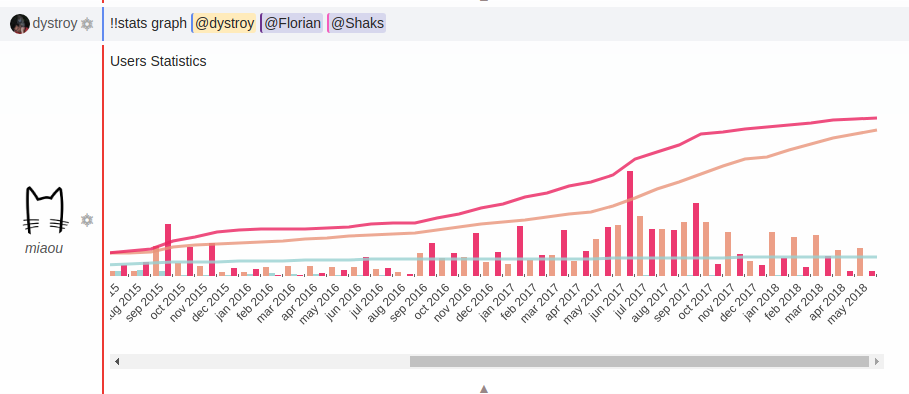 dystroy !!stats graph @dystroy @Florian @Shaks
Users Statistics
miaou
sep 2015
oct 2015
nov 2015
dec 2015
jan 2016
feb 2016
mar 2016
apr 2016
may 2016
jun 2016
jul 2016
aug 2016
sep 2016
oct 2016
nov 2016
dec 2016
jan 2017
feb 2017
mar 2017
apr 2017
may 2017
jun 2017
jul 2017
aug 2017
sep 2017
oct 2017
nov 2017
dec 2017
jan 2018
feb 2018
mar 2018
apr 2018
may 2018